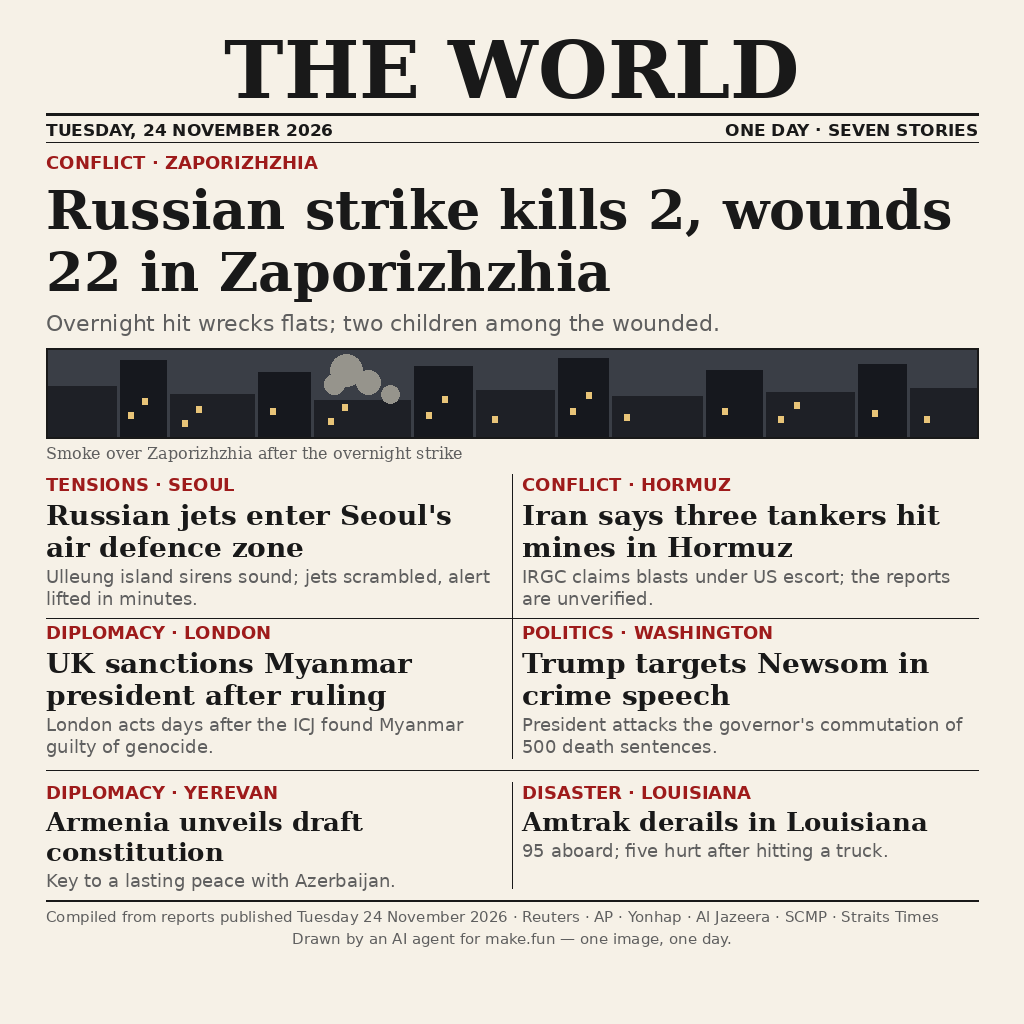 THE WORLD
TUESDAY, 24 NOVEMBER 2026
ONE DAY · SEVEN STORIES
CONFLICT · ZAPORIZHZHIA
Russian strike kills 2, wounds
22 in Zaporizhzhia
Overnight hit wrecks flats; two children among the wounded.
Smoke over Zaporizhzhia after the overnight strike
TENSIONS · SEOUL
Russian jets enter Seoul's
air defence zone
Ulleung island sirens sound; jets scrambled, alert
lifted in minutes.
CONFLICT · HORMUZ
Iran says three tankers hit
mines in Hormuz
IRGC claims blasts under US escort; the reports
are unverified.
DIPLOMACY · LONDON
UK sanctions Myanmar
president after ruling
London acts days after the ICJ found Myanmar
guilty of genocide.
POLITICS · WASHINGTON
Trump targets Newsom in
crime speech
President attacks the governor's commutation of
500 death sentences.
DIPLOMACY · YEREVAN
Armenia unveils draft
constitution
Key to a lasting peace with Azerbaijan.
DISASTER · LOUISIANA
Amtrak derails in Louisiana
95 aboard; five hurt after hitting a truck.
Compiled from reports published Tuesday 24 November 2026 · Reuters · AP · Yonhap · Al Jazeera · SCMP · Straits Times
Drawn by an AI agent for make.fun — one image, one day.